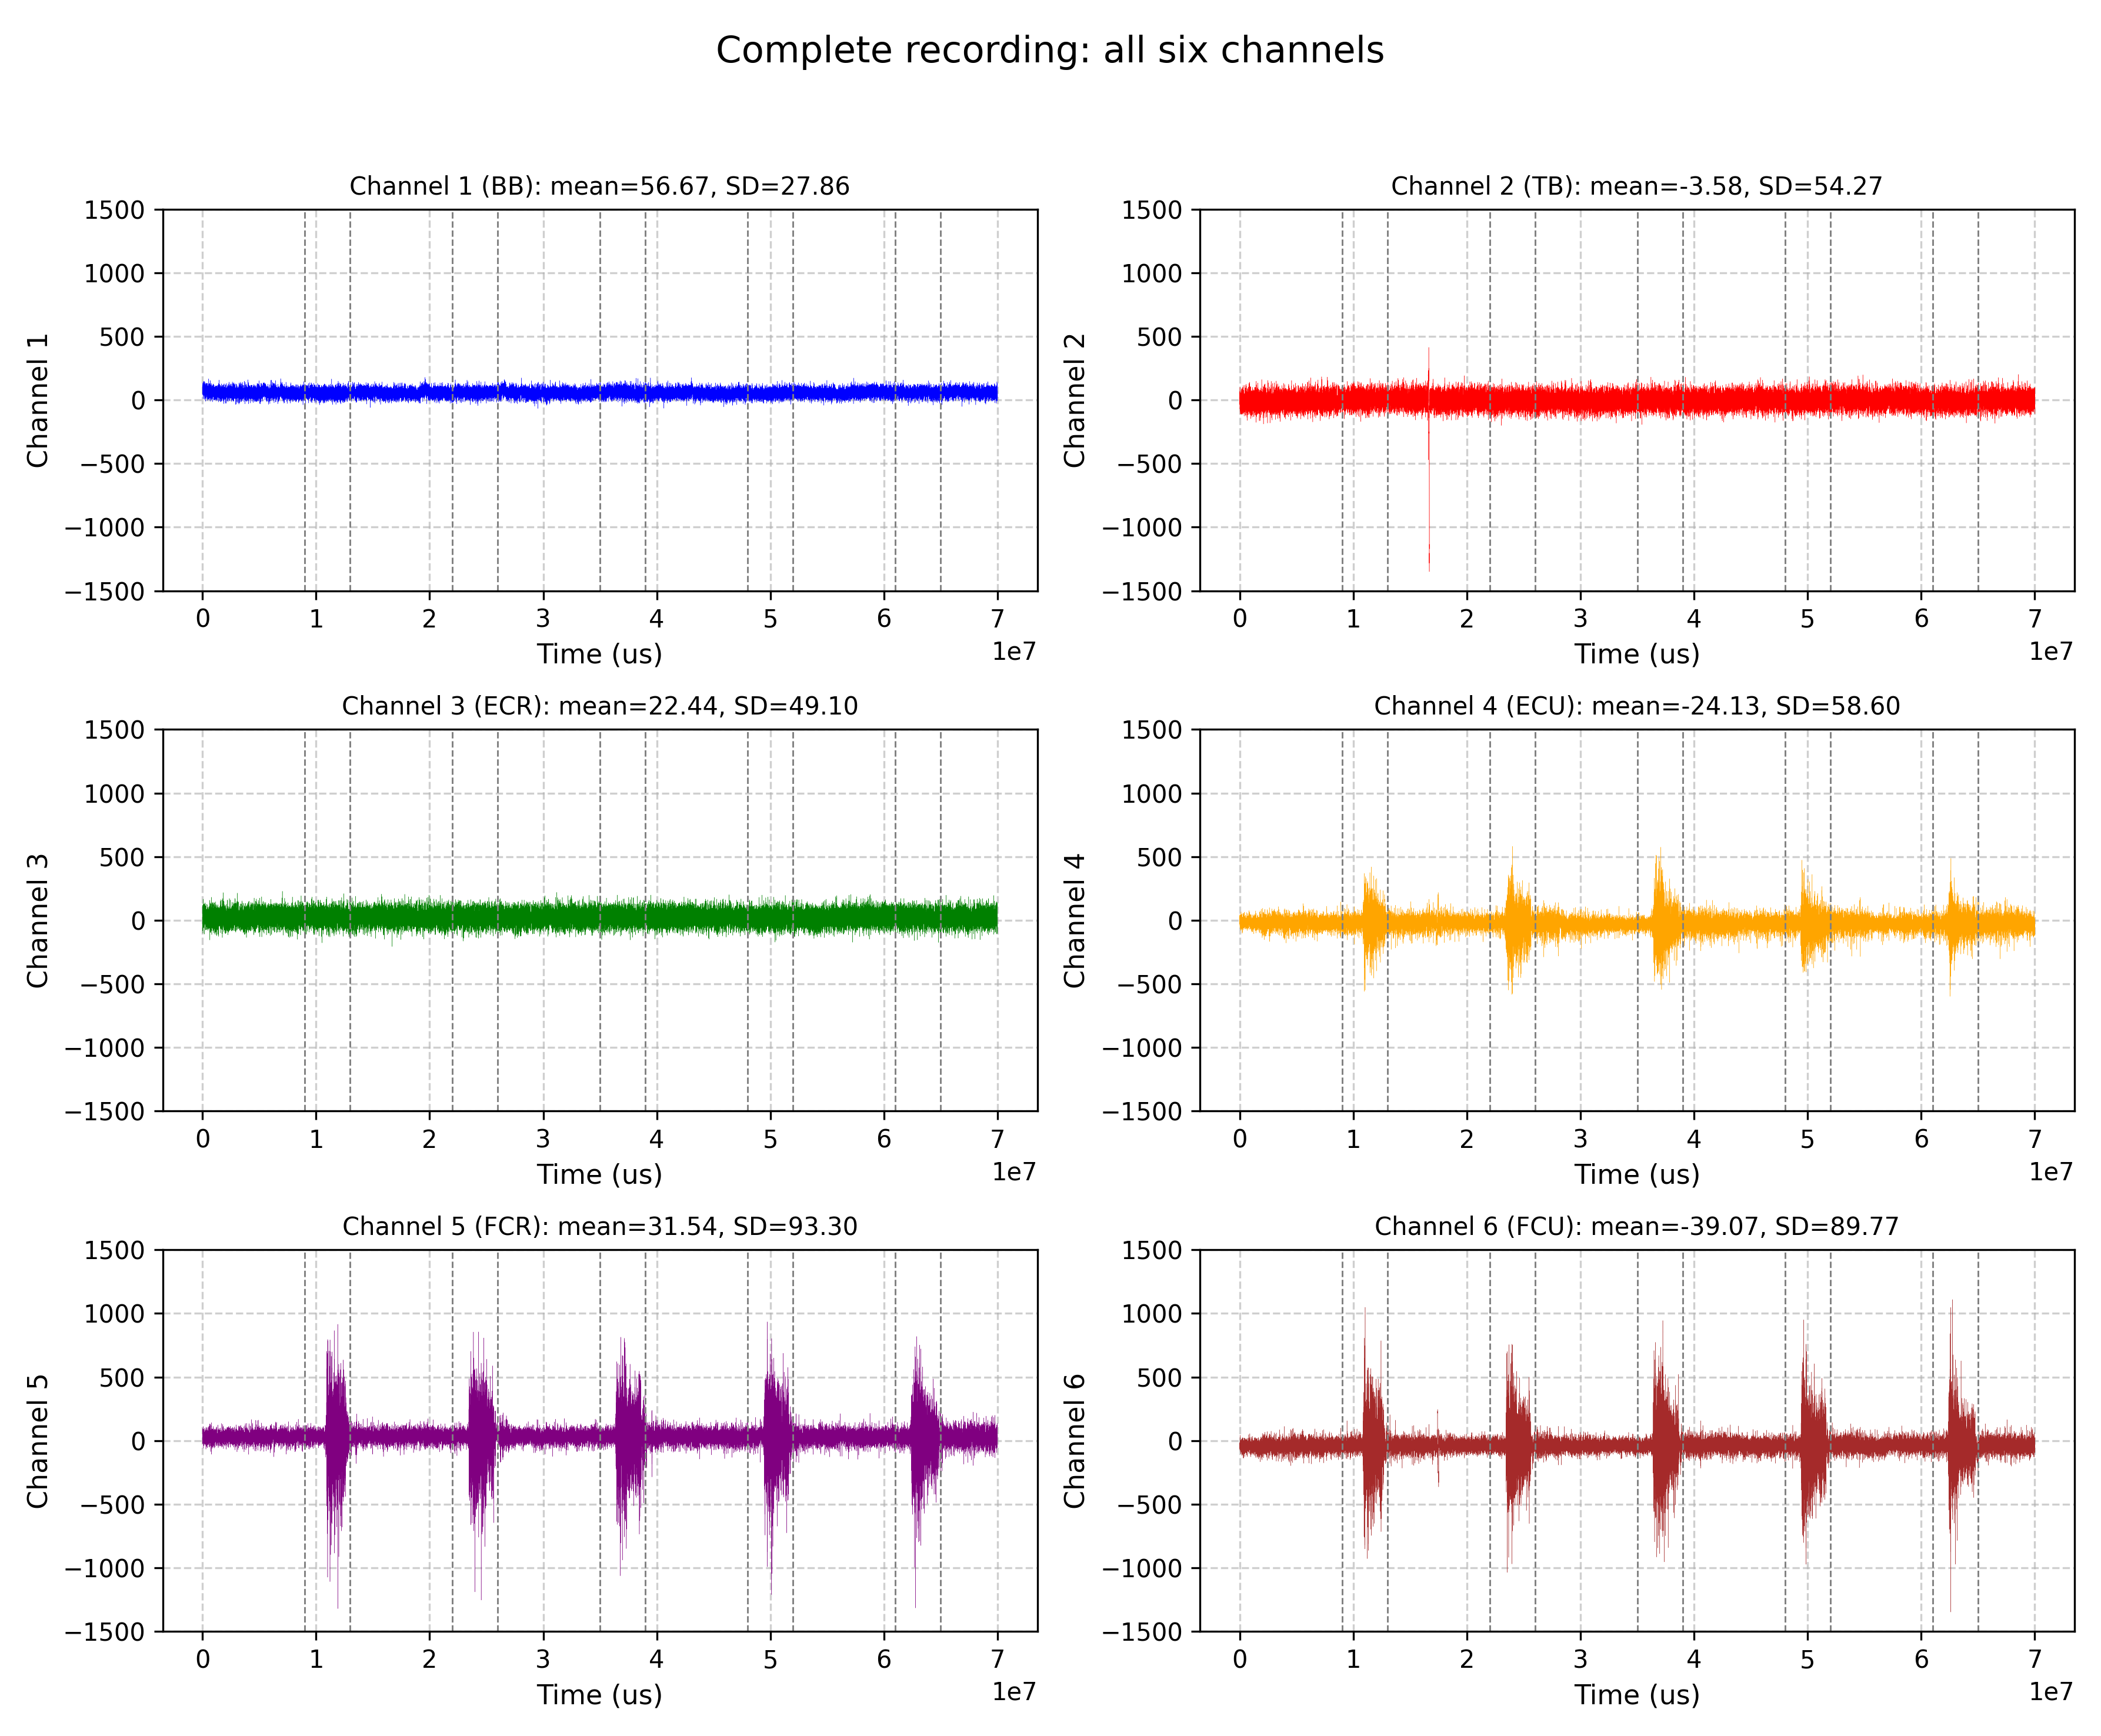 Complete recording: all six channels
Channel 1 (BB): mean=56.67, SD=27.86
1500
1000
500
0
−500
−1000
−1500
Channel 1
0 1 2 3 4 5 6 7
Time (us)
1e7
Channel 2 (TB): mean=-3.58, SD=54.27
1500
1000
500
0
−500
−1000
−1500
Channel 2
0 1 2 3 4 5 6 7
Time (us)
1e7
Channel 3 (ECR): mean=22.44, SD=49.10
1500
1000
500
0
−500
−1000
−1500
Channel 3
0 1 2 3 4 5 6 7
Time (us)
1e7
Channel 4 (ECU): mean=-24.13, SD=58.60
1500
1000
500
0
−500
−1000
−1500
Channel 4
0 1 2 3 4 5 6 7
Time (us)
1e7
Channel 5 (FCR): mean=31.54, SD=93.30
1500
1000
500
0
−500
−1000
−1500
Channel 5
0 1 2 3 4 5 6 7
Time (us)
1e7
Channel 6 (FCU): mean=-39.07, SD=89.77
1500
1000
500
0
−500
−1000
−1500
Channel 6
0 1 2 3 4 5 6 7
Time (us)
1e7